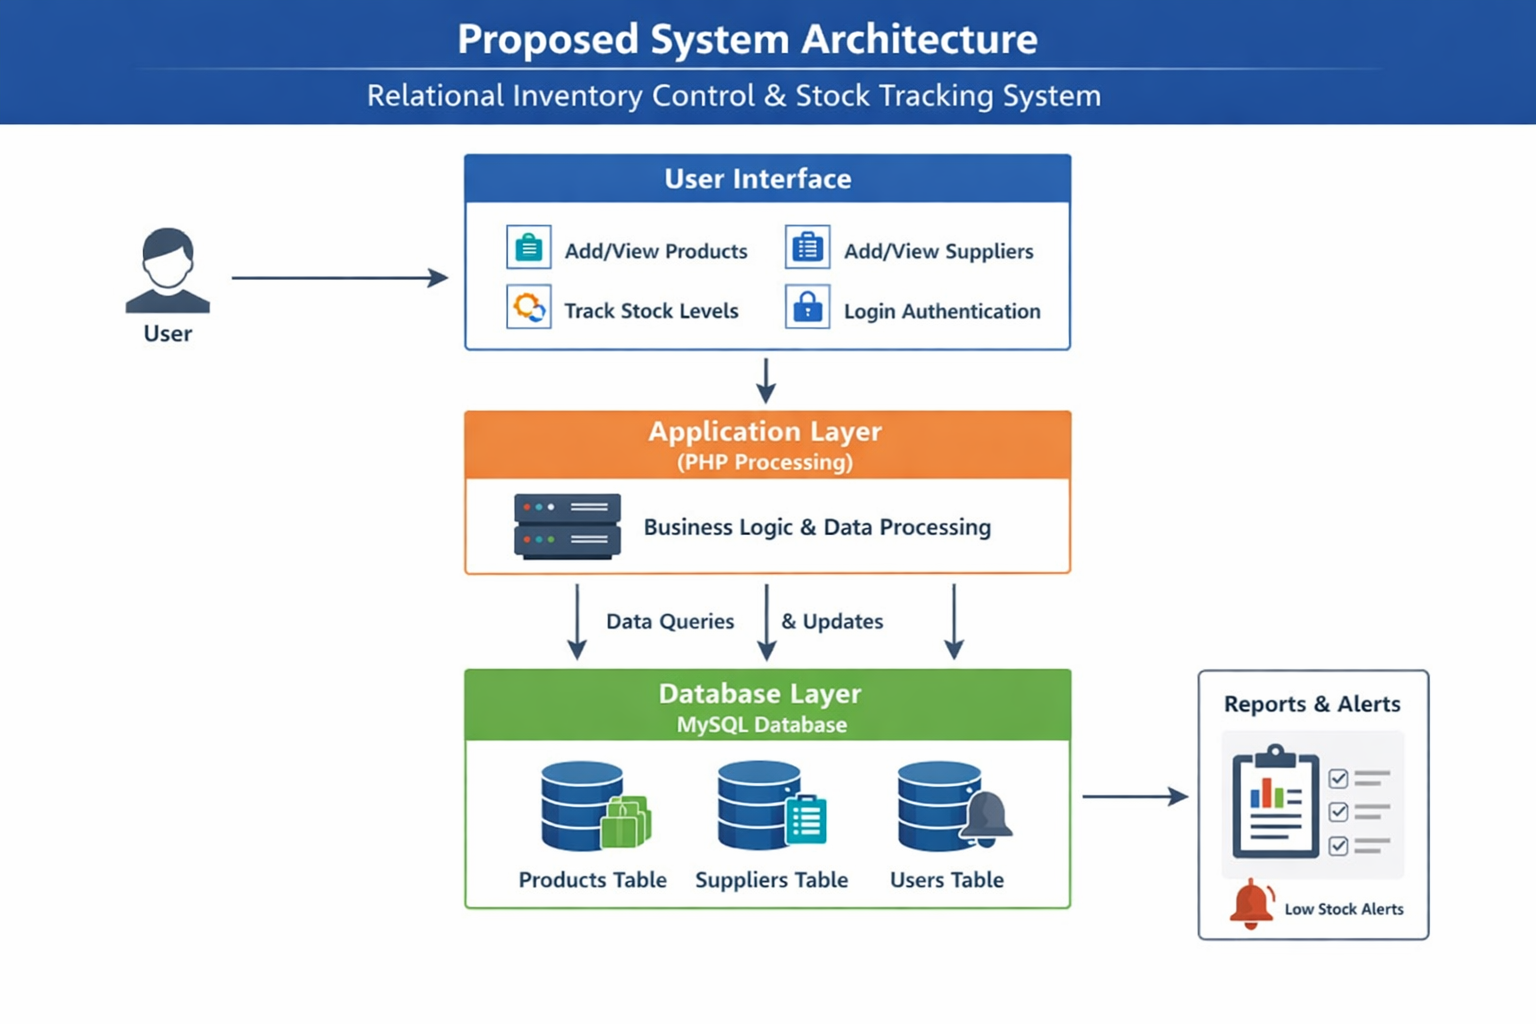 Proposed System Architecture
Relational Inventory Control & Stock Tracking System
User Interface
Add/View Products
Add/View Suppliers
Track Stock Levels
Login Authentication
User
Application Layer
(PHP Processing)
Business Logic & Data Processing
Data Queries
& Updates
Database Layer
MySQL Database
Products Table
Suppliers Table
Users Table
Reports & Alerts
Low Stock Alerts